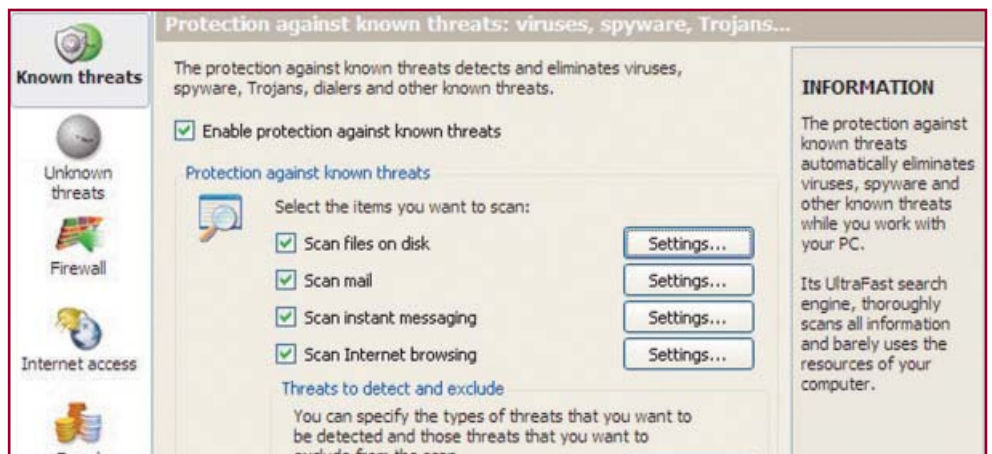 Protection against known threats: viruses, spyware, Trojans...
Known threats
Unknown
threats
Firewall
Internet access
The protection against known threats detects and eliminates viruses,
spyware, Trojans, dialers and other known threats.
Enable protection against known threats
Protection against known threats
Select the items you want to scan:
Scan files on disk
Settings...
Scan mail
Settings...
Scan instant messaging
Settings...
Scan Internet browsing
Settings...
Threats to detect and exclude
You can specify the types of threats that you want to
be detected and those threats that you want to
INFORMATION
The protection against
known threats
automatically eliminates
viruses, spyware and
other known threats
while you work with
your PC.
Its UltraFast search
engine, thoroughly
scans all information
and barely uses the
resources of your
computer.